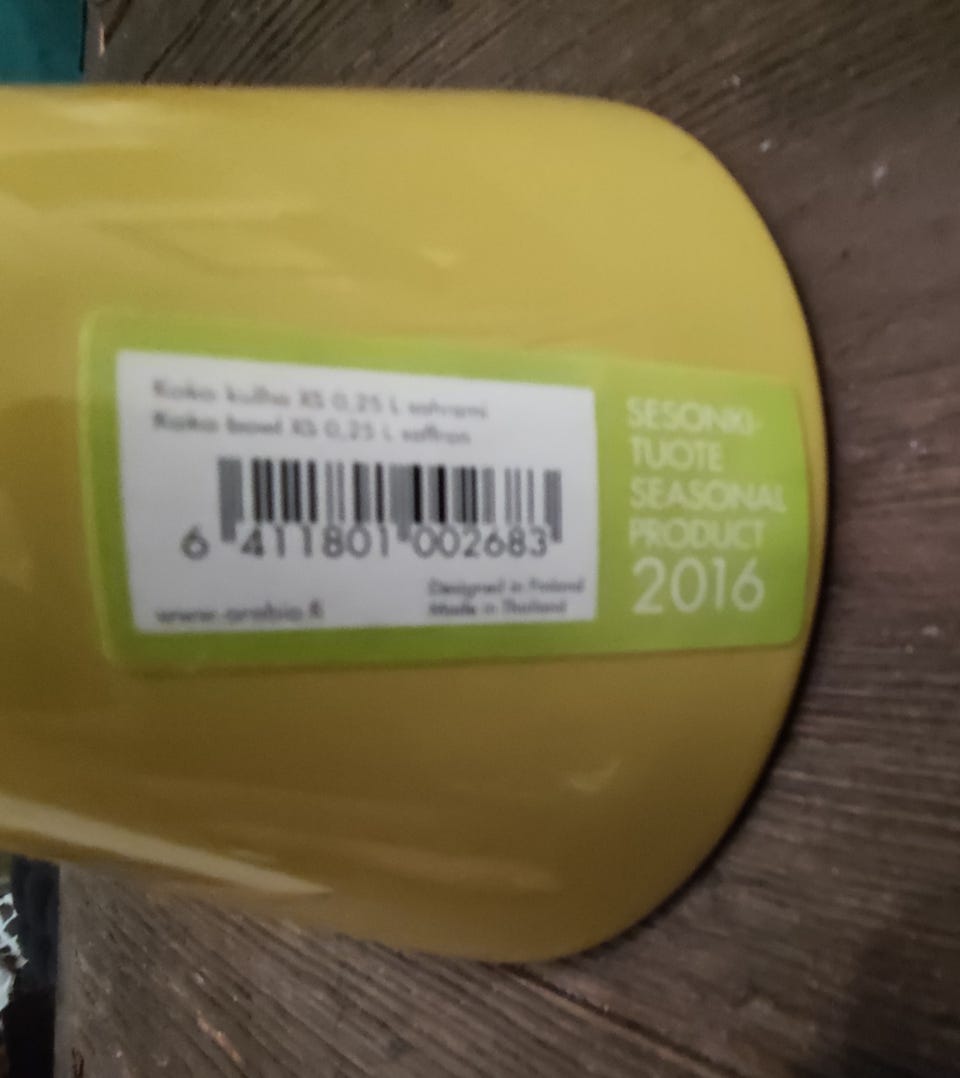 Koko kulho XS 0,25 L sahrami
Koko bowl XS 0,25 L saffron
6 411801 002683
Designed in Finland
www.arabia.fi Made in Thailand
SESONKI-
TUOTE
SEASONAL
PRODUCT
2016